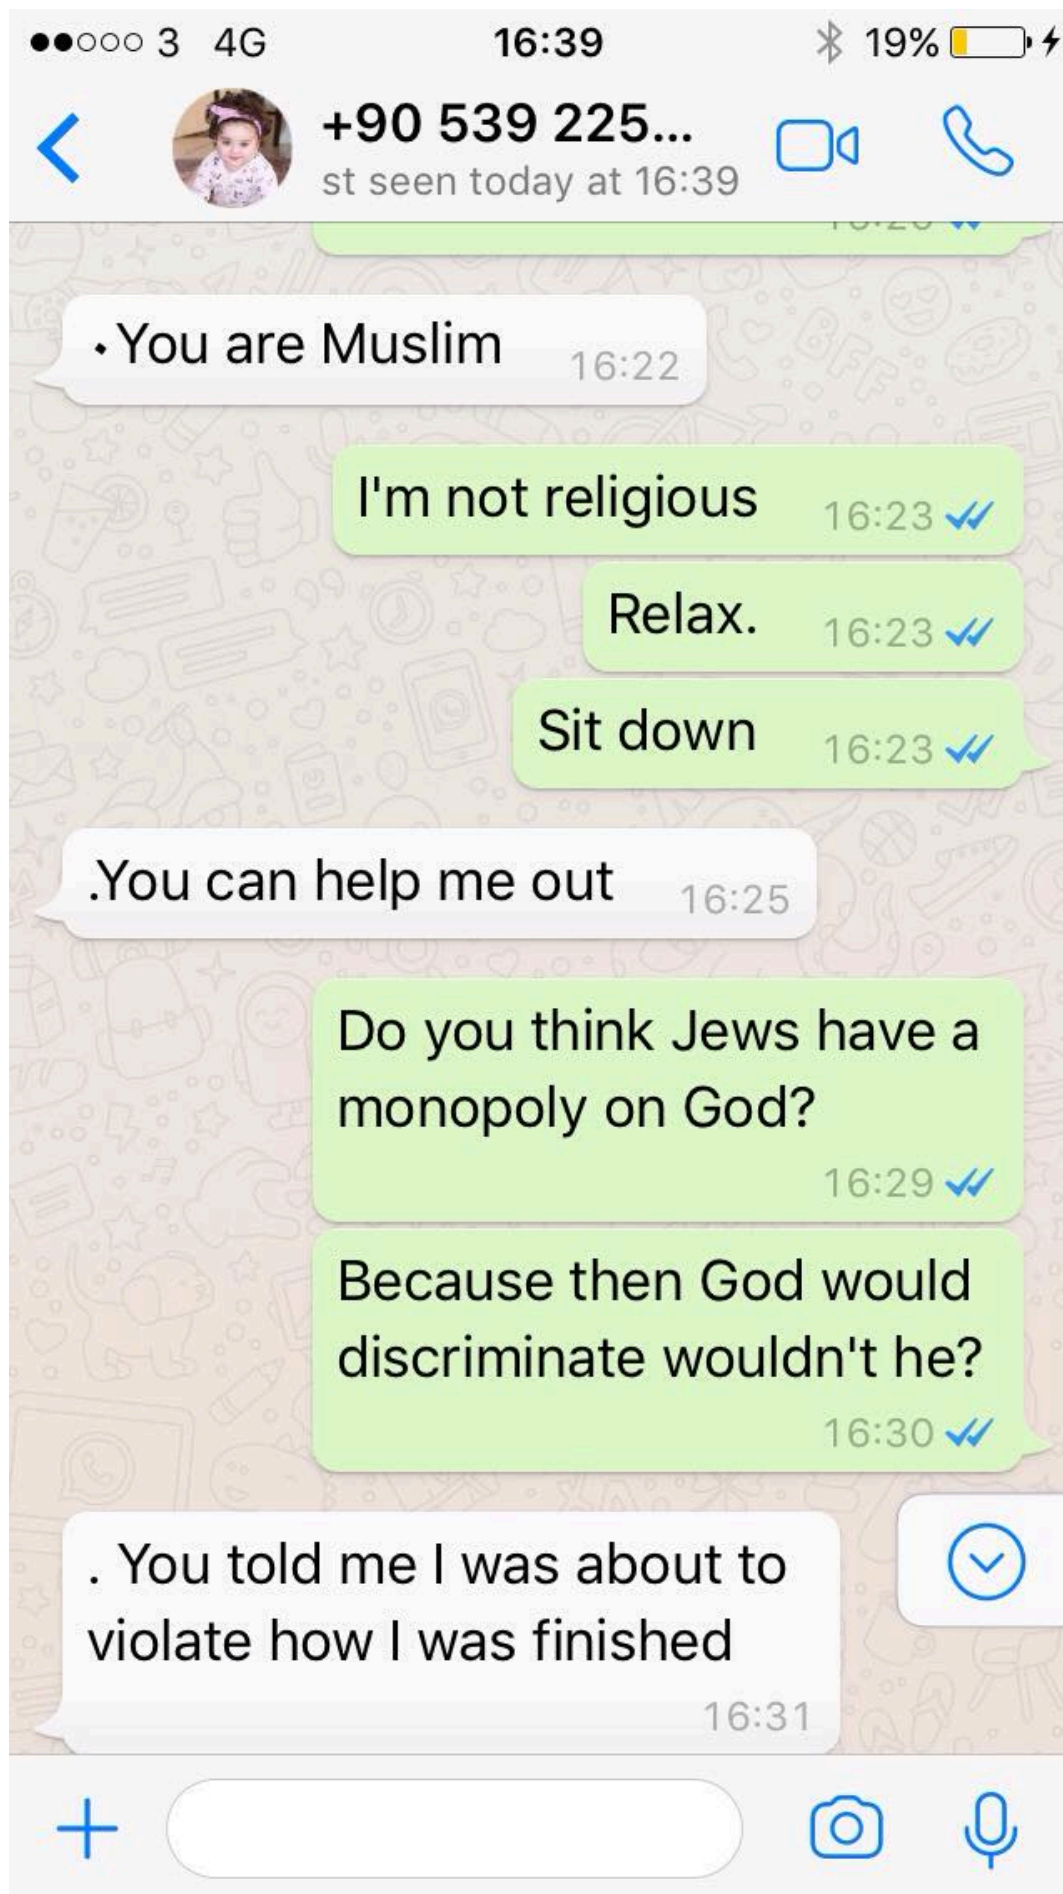 3 4G 16:39 19%
+90 539 225...
st seen today at 16:39
· You are Muslim 16:22
I'm not religious 16:23
Relax. 16:23
Sit down 16:23
.You can help me out 16:25
Do you think Jews have a
monopoly on God?
16:29
Because then God would
discriminate wouldn't he?
16:30
. You told me I was about to
violate how I was finished
16:31